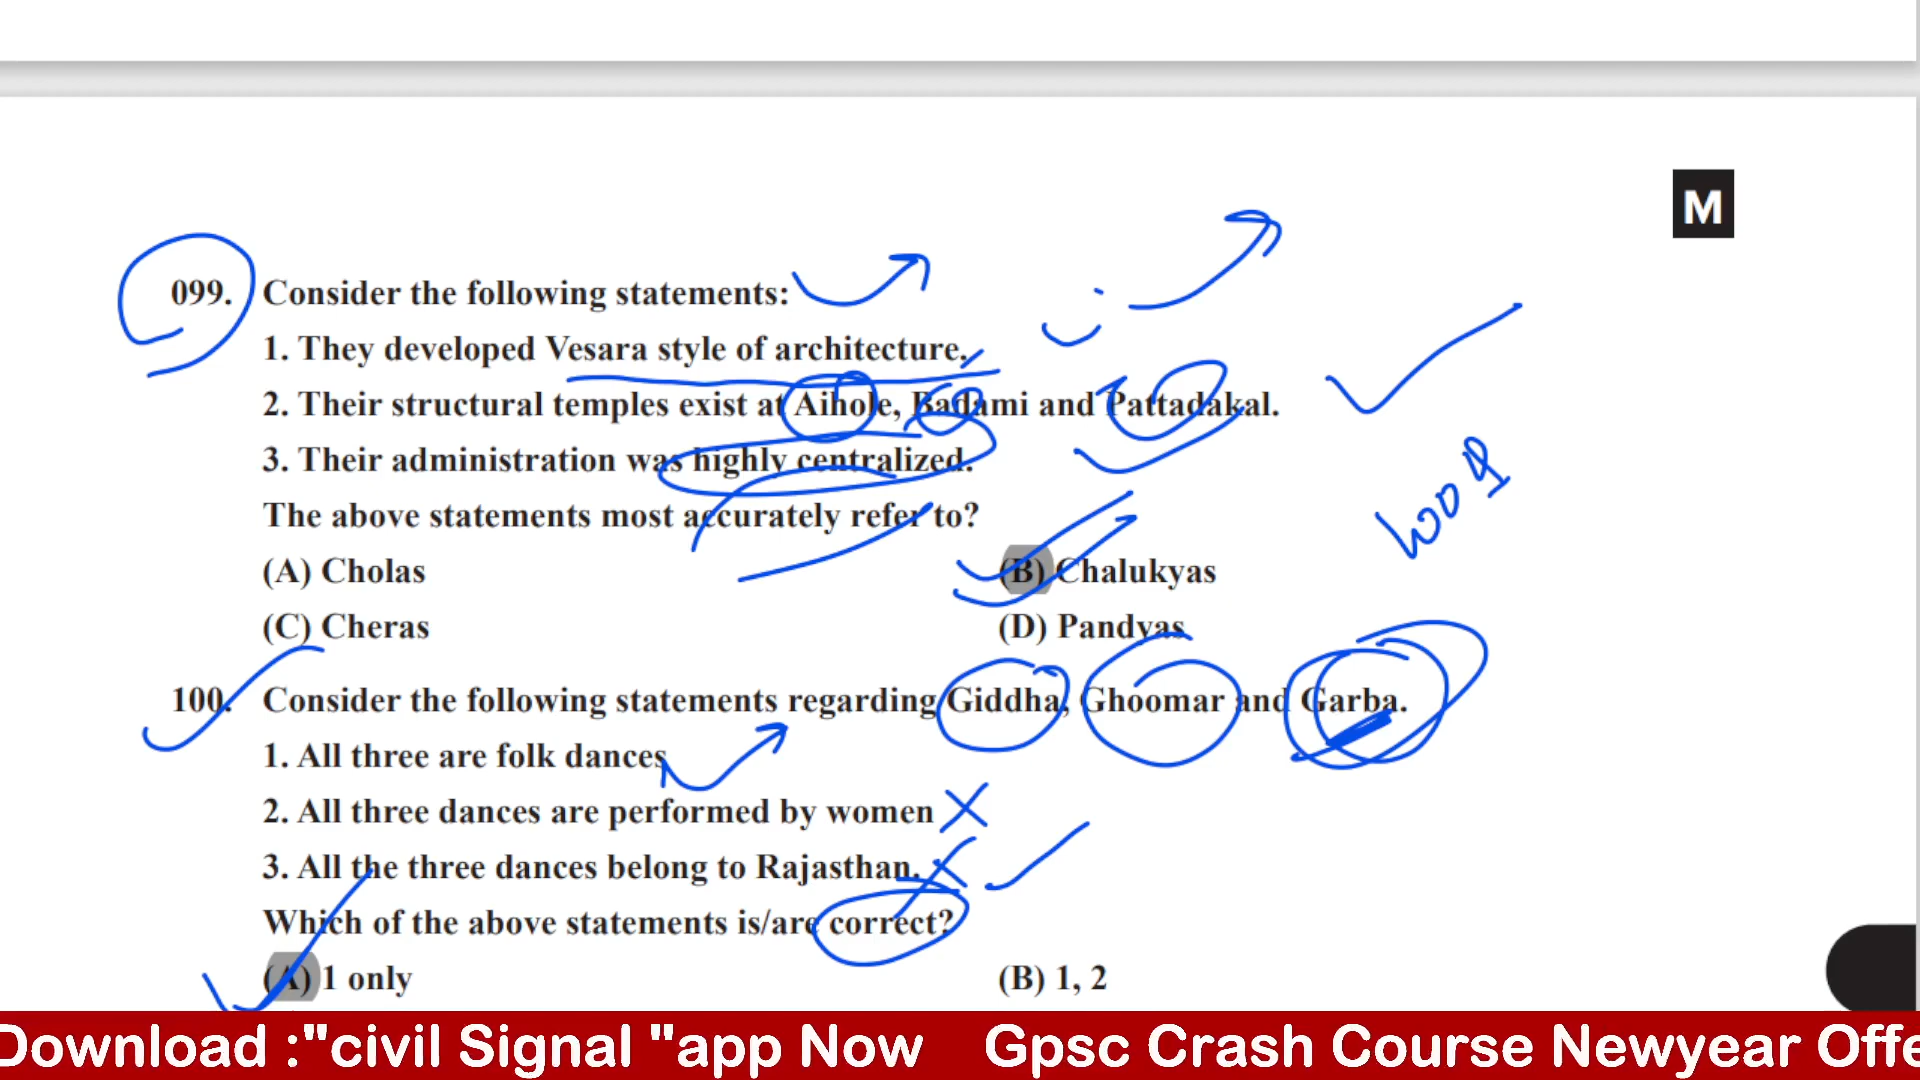 M
099. Consider the following statements:
1. They developed Vesara style of architecture.
2. Their structural temples exist at Aihole, Badami and Pattadakal.
3. Their administration was highly centralized.
The above statements most accurately refer to?
(A) Cholas (B) Chalukyas
(C) Cheras (D) Pandyas
100. Consider the following statements regarding Giddha, Ghoomar and Garba.
1. All three are folk dances
2. All three dances are performed by women
3. All the three dances belong to Rajasthan.
Which of the above statements is/are correct?
(A) 1 only (B) 1, 2
Download :"civil Signal "app Now Gpsc Crash Course Newyear Offe